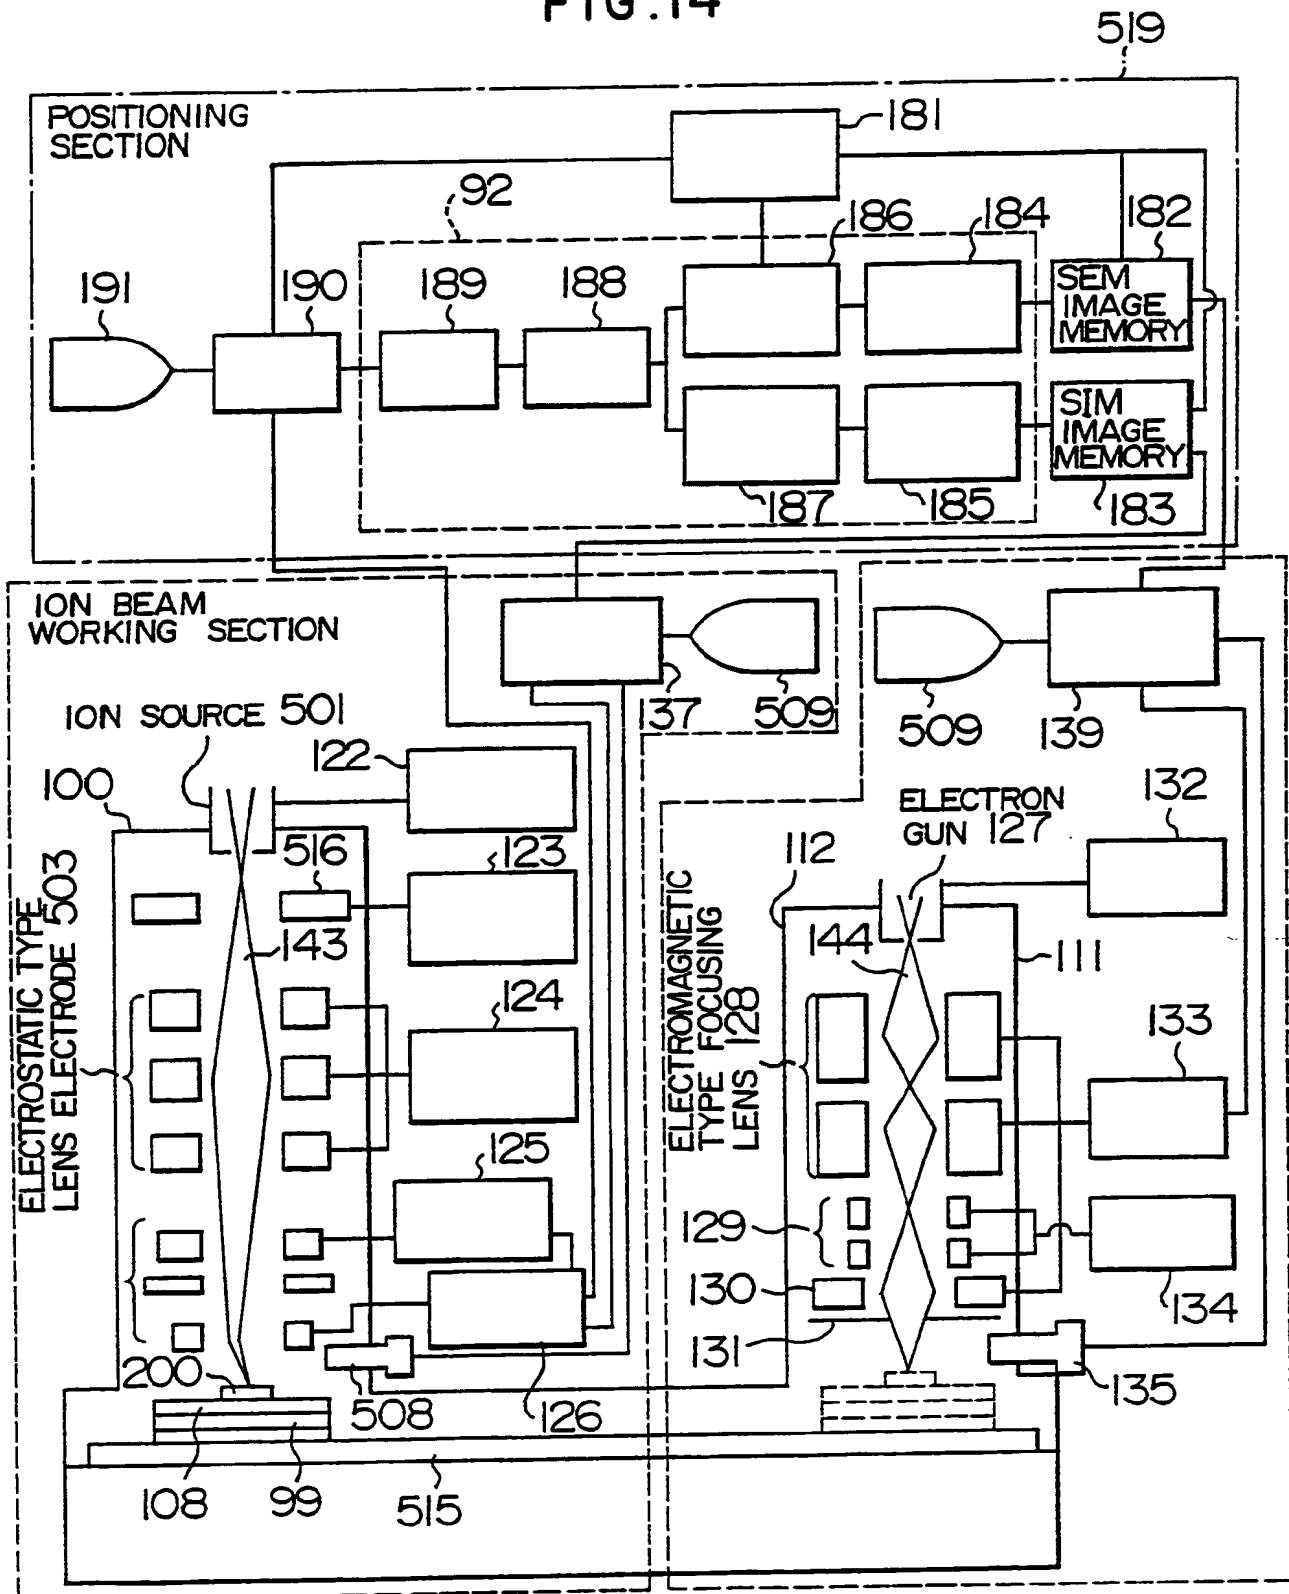 FIG.14
519
POSITIONING
SECTION
181
92
186
184
182
191
190
189
188
SEM
IMAGE
MEMORY
SIM
IMAGE
MEMORY
187
185
183
ION BEAM
WORKING SECTION
137
509
509
139
ION SOURCE 501
122
100
516
123
ELECTRON
GUN 127
132
112
143
144
111
ELECTROSTATIC TYPE
LENS ELECTRODE 503
124
ELECTROMAGNETIC
TYPE FOCUSING
LENS 128
133
125
129
130
134
131
200
126
508
135
108
99
515